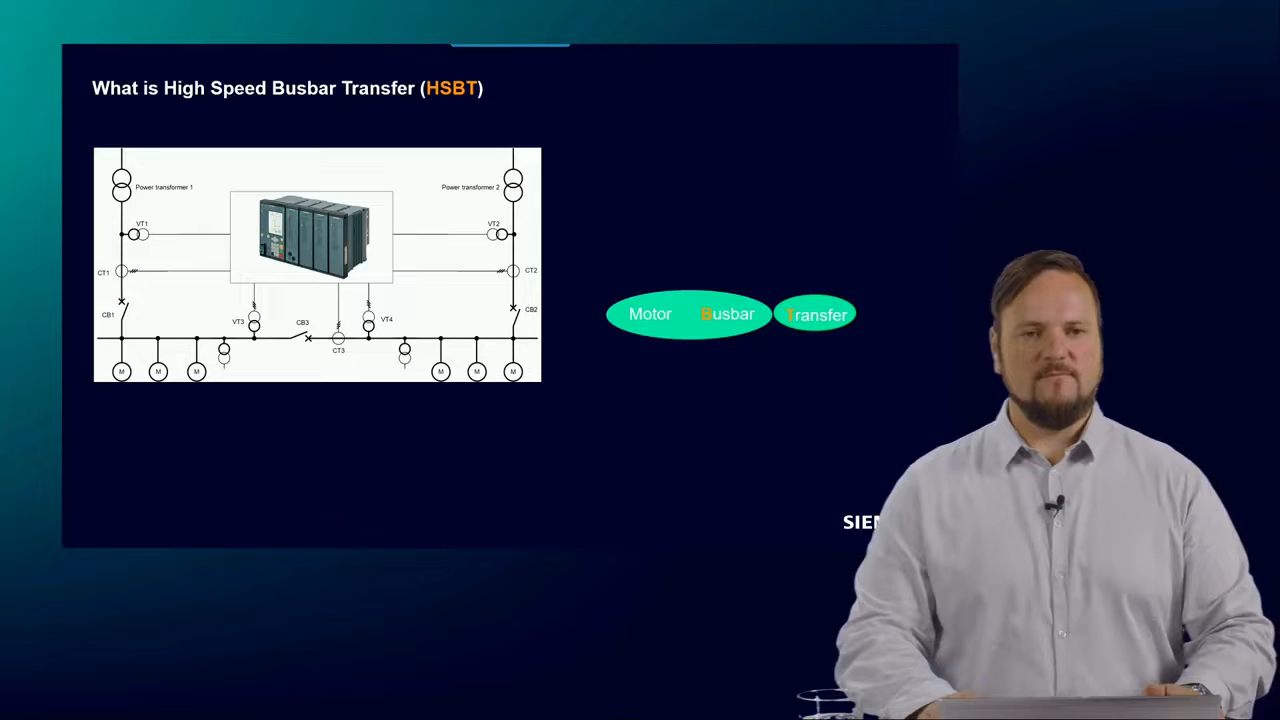 What is High Speed Busbar Transfer (HSBT)
Power transformer 1
Power transformer 2
VT1
VT2
CT1
CT2
CB1
CB2
VT3
CB3
VT4
CT3
M
M
M
M
M
M
Motor Busbar Transfer
SIEM